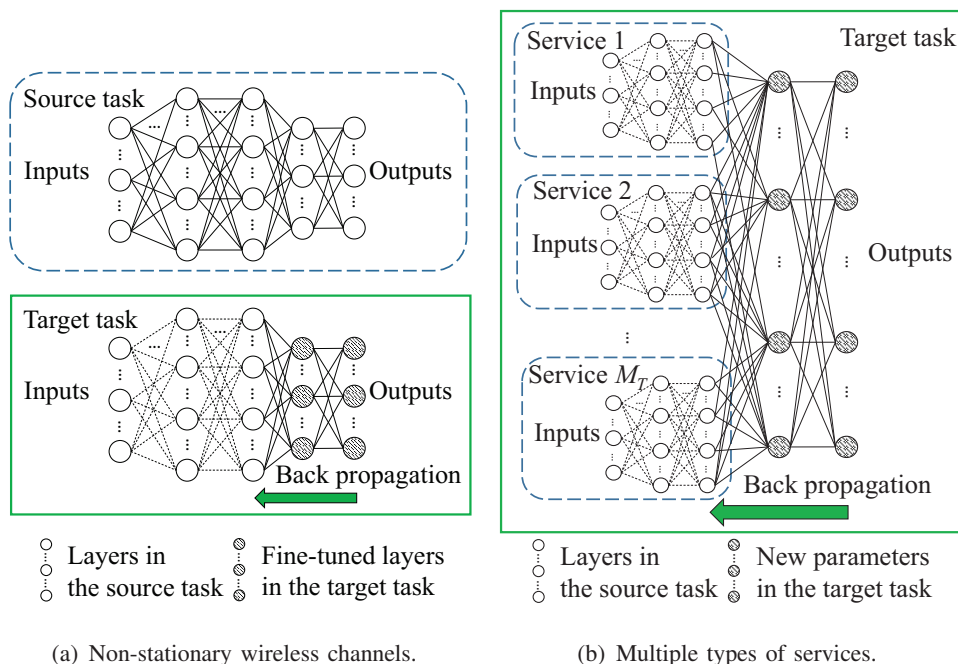 Source task
Inputs
Outputs
Target task
Inputs
Outputs
Back propagation
Layers in
the source task
Fine-tuned layers
in the target task
(a) Non-stationary wireless channels.
Service 1
Inputs
Target task
Service 2
Inputs
Outputs
Service M_T
Inputs
Back propagation
Layers in
the source task
New parameters
in the target task
(b) Multiple types of services.